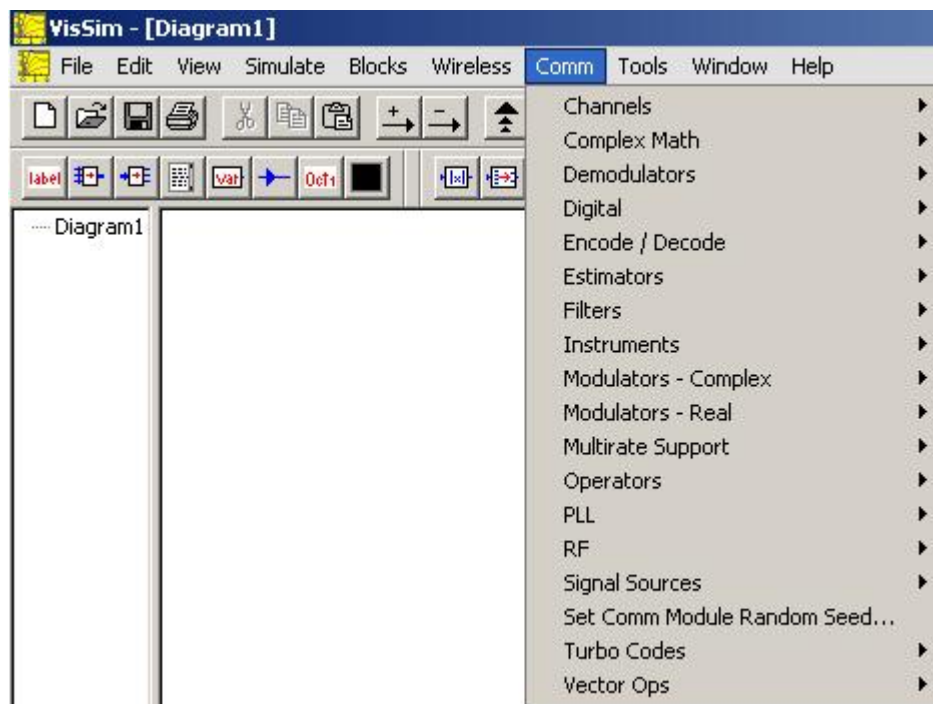 VisSim - [Diagram1]
File Edit View Simulate Blocks Wireless Comm Tools Window Help
label
var
Diagram1
Channels
Complex Math
Demodulators
Digital
Encode / Decode
Estimators
Filters
Instruments
Modulators - Complex
Modulators - Real
Multirate Support
Operators
PLL
RF
Signal Sources
Set Comm Module Random Seed...
Turbo Codes
Vector Ops